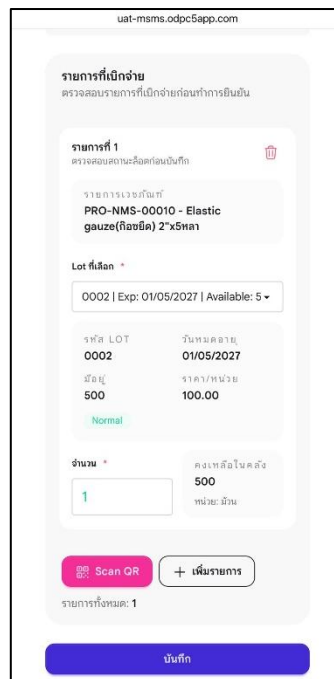 uat-msms.odpc5app.com
รายการที่เบิกจ่าย
ตรวจสอบรายการที่เบิกจ่ายก่อนทำการยืนยัน
รายการที่ 1
ตรวจสอบสถานะล็อตก่อนบันทึก
รายการเวชภัณฑ์
PRO-NMS-00010 - Elastic
gauze(ก๊อซยืด) 2"x5หลา
Lot ที่เลือก *
0002 | Exp: 01/05/2027 | Available: 5
รหัส LOT
วันหมดอายุ
0002
01/05/2027
มีอยู่
ราคา/หน่วย
500
100.00
Normal
จำนวน *
คงเหลือในคลัง
500
1
หน่วย: ม้วน
Scan QR
+ เพิ่มรายการ
รายการทั้งหมด: 1
บันทึก